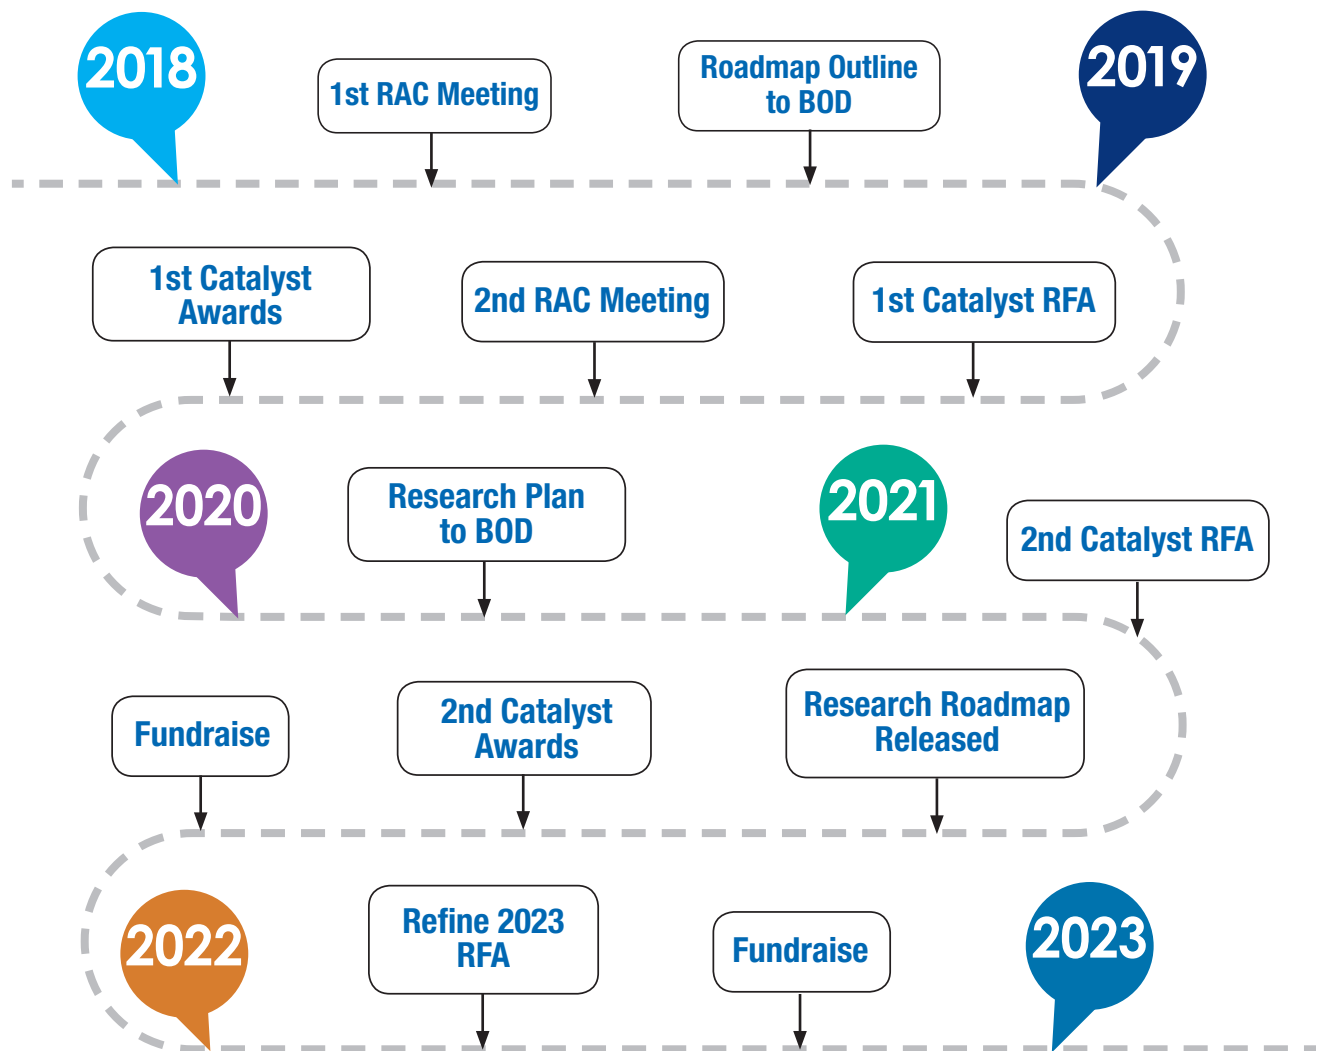 2018
1st RAC Meeting
Roadmap Outline
to BOD
2019
1st Catalyst
Awards
2nd RAC Meeting
1st Catalyst RFA
2020
Research Plan
to BOD
2021
2nd Catalyst RFA
Fundraise
2nd Catalyst
Awards
Research Roadmap
Released
2022
Refine 2023
RFA
Fundraise
2023